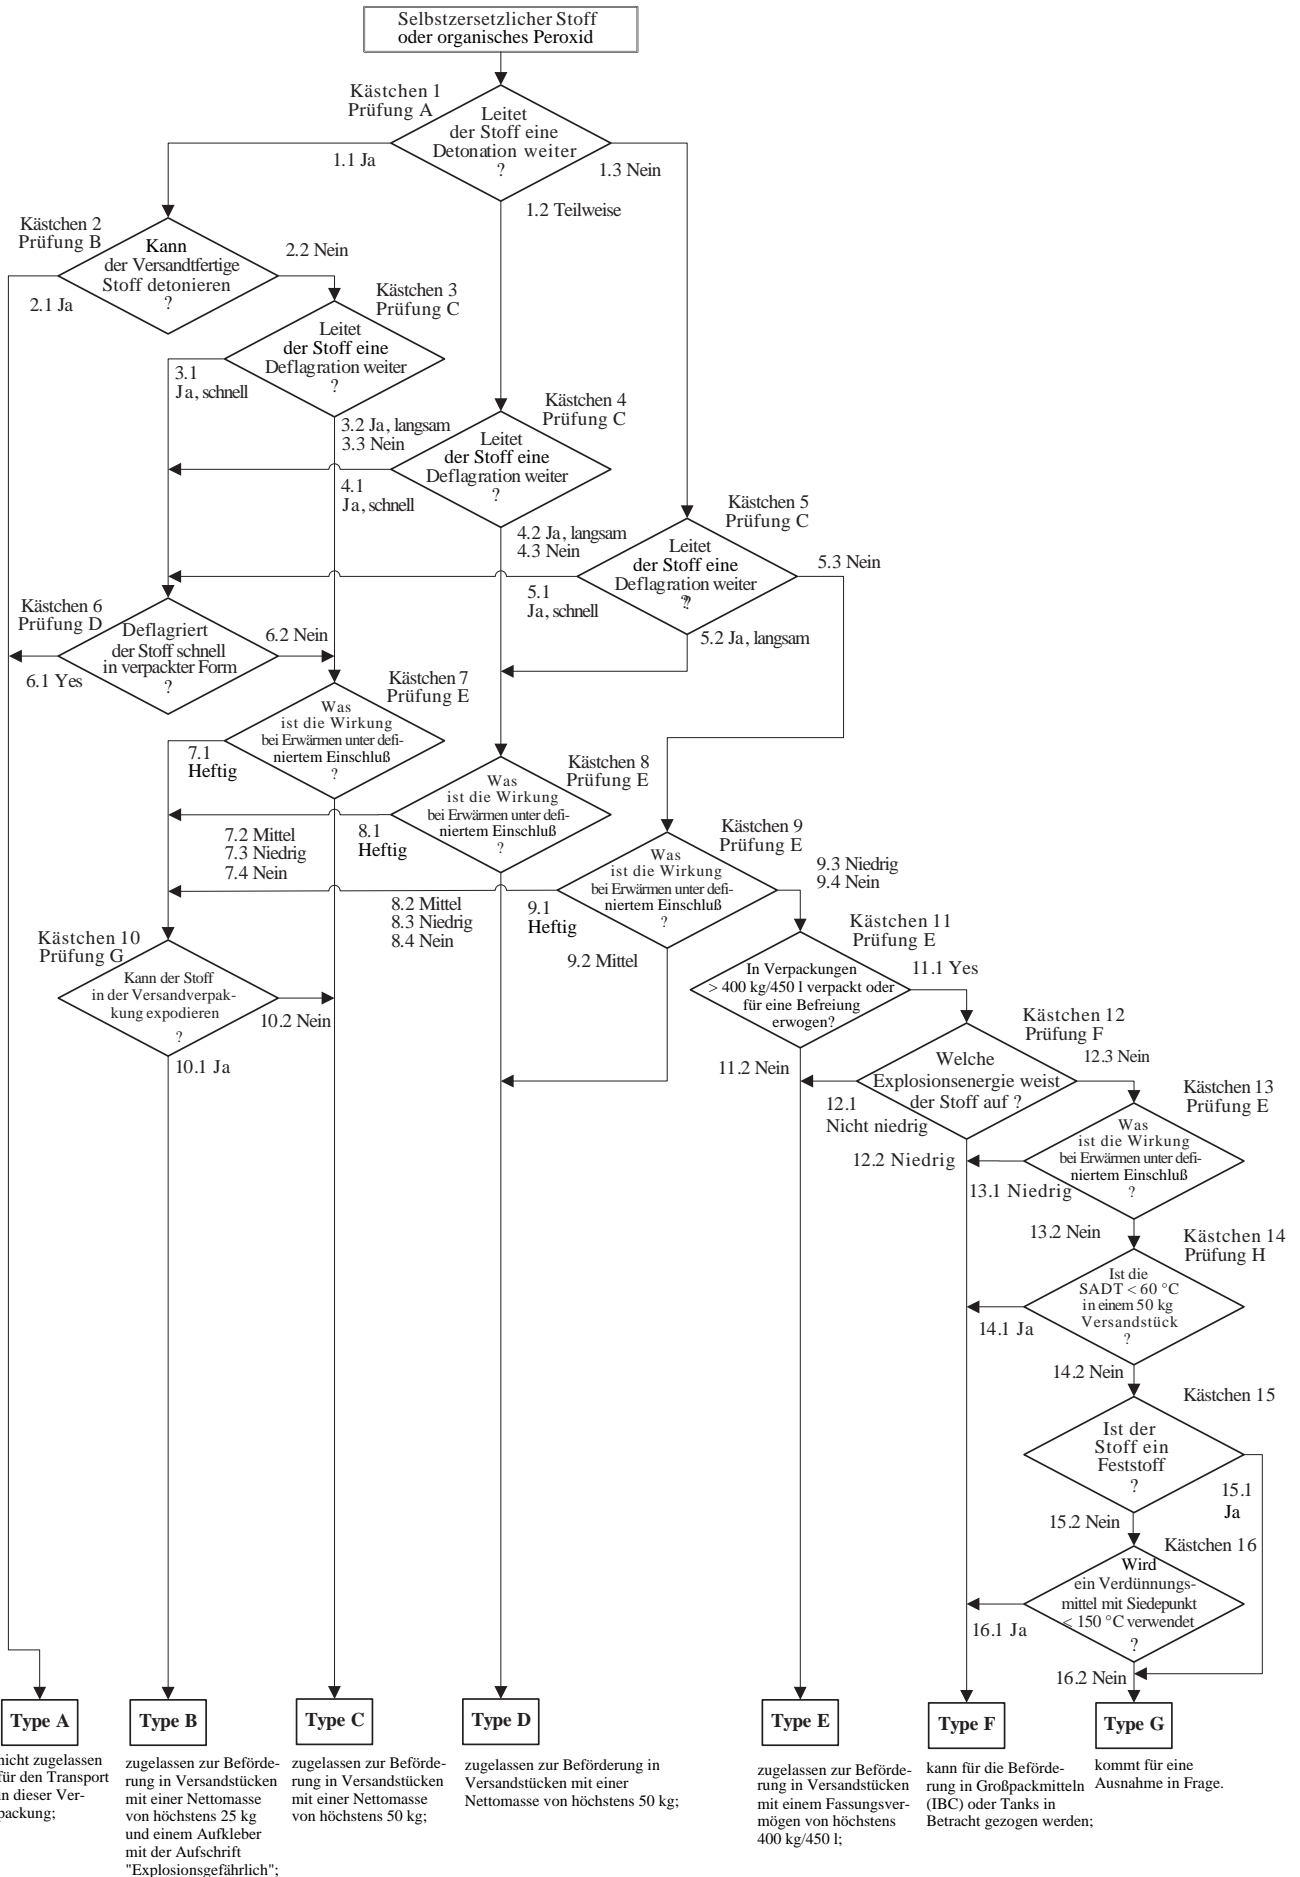 Selbstzersetzlicher Stoff
oder organisches Peroxid
Kästchen 1
Prüfung A
Leitet
der Stoff eine
Detonation weiter
?
1.1 Ja
1.3 Nein
1.2 Teilweise
Kästchen 2
Prüfung B
Kann
der Versandtfertige
Stoff detonieren
?
2.2 Nein
2.1 Ja
Kästchen 3
Prüfung C
Leitet
der Stoff eine
Deflagration weiter
?
3.1
Ja, schnell
3.2 Ja, langsam
3.3 Nein
Kästchen 4
Prüfung C
Leitet
der Stoff eine
Deflagration weiter
?
4.1
Ja, schnell
4.2 Ja, langsam
4.3 Nein
Kästchen 5
Prüfung C
Leitet
der Stoff eine
Deflagration weiter
?
5.3 Nein
5.1
Ja, schnell
5.2 Ja, langsam
Kästchen 6
Prüfung D
Deflagriert
der Stoff schnell
in verpackter Form
?
6.2 Nein
6.1 Yes
Kästchen 7
Prüfung E
Was
ist die Wirkung
bei Erwärmen unter defi-
niertem Einschluß
?
7.1
Heftig
7.2 Mittel
7.3 Niedrig
7.4 Nein
Kästchen 8
Prüfung E
Was
ist die Wirkung
bei Erwärmen unter defi-
niertem Einschluß
?
8.1
Heftig
8.2 Mittel
8.3 Niedrig
8.4 Nein
Kästchen 9
Prüfung E
Was
ist die Wirkung
bei Erwärmen unter defi-
niertem Einschluß
?
9.3 Niedrig
9.4 Nein
9.1
Heftig
9.2 Mittel
Kästchen 10
Prüfung G
Kann der Stoff
in der Versandverpak-
kung expodieren
?
10.2 Nein
10.1 Ja
Kästchen 11
Prüfung E
In Verpackungen
> 400 kg/450 l verpackt oder
für eine Befreiung
erwogen?
11.1 Yes
11.2 Nein
Kästchen 12
Prüfung F
Welche
Explosionsenergie weist
der Stoff auf ?
12.3 Nein
12.1
Nicht niedrig
12.2 Niedrig
Kästchen 13
Prüfung E
Was
ist die Wirkung
bei Erwärmen unter defi-
niertem Einschluß
?
13.1 Niedrig
13.2 Nein
Kästchen 14
Prüfung H
Ist die
SADT < 60 °C
in einem 50 kg
Versandstück
?
14.1 Ja
14.2 Nein
Kästchen 15
Ist der
Stoff ein
Feststoff
?
15.1
Ja
15.2 Nein
Kästchen 16
Wird
ein Verdünnungs-
mittel mit Siedepunkt
< 150 °C verwendet
?
16.1 Ja
16.2 Nein
Type A
nicht zugelassen
für den Transport
in dieser Ver-
packung;
Type B
zugelassen zur Beförde-
rung in Versandstücken
mit einer Nettomasse
von höchstens 25 kg
und einem Aufkleber
mit der Aufschrift
"Explosionsgefährlich";
Type C
zugelassen zur Beförde-
rung in Versandstücken
mit einer Nettomasse
von höchstens 50 kg;
Type D
zugelassen zur Beförderung in
Versandstücken mit einer
Nettomasse von höchstens 50 kg;
Type E
zugelassen zur Beförde-
rung in Versandstücken
mit einem Fassungsver-
mögen von höchstens
400 kg/450 l;
Type F
kann für die Beförde-
rung in Großpackmitteln
(IBC) oder Tanks in
Betracht gezogen werden;
Type G
kommt für eine
Ausnahme in Frage.